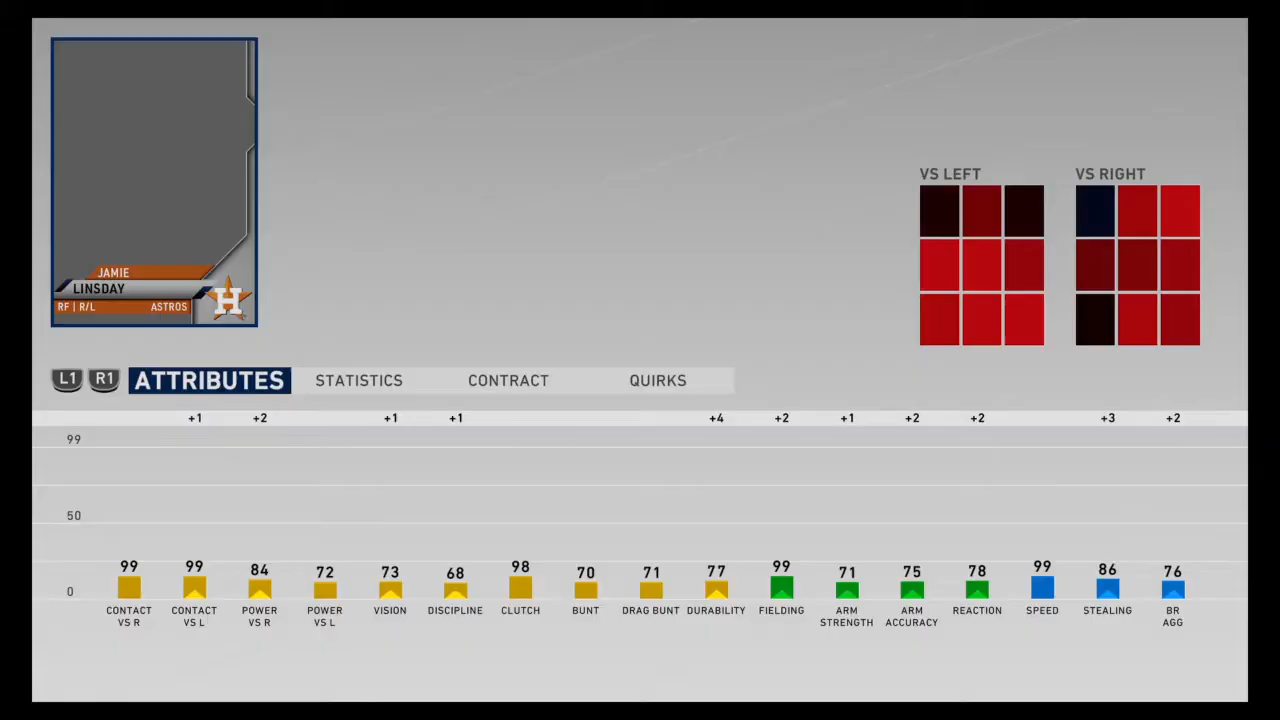 JAMIE
LINSDAY
RF | R/L ASTROS
H
VS LEFT VS RIGHT
L1 R1 ATTRIBUTES STATISTICS CONTRACT QUIRKS
+1 +2 +1 +1 +4 +2 +1 +2 +2 +3 +2
99
50
0
99 99 84 72 73 68 98 70 71 77 99 71 75 78 99 86 76
CONTACT VS R
CONTACT VS L
POWER VS R
POWER VS L
VISION
DISCIPLINE
CLUTCH
BUNT
DRAG BUNT
DURABILITY
FIELDING
ARM STRENGTH
ARM ACCURACY
REACTION
SPEED
STEALING
BR AGG